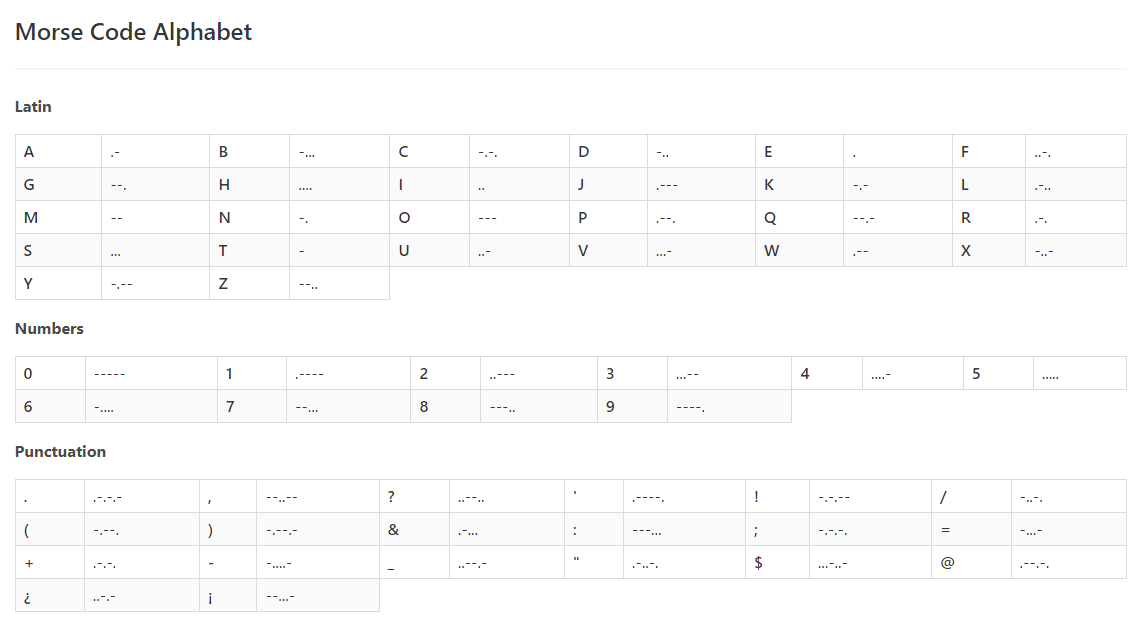 Morse Code Alphabet
Latin
A .- B -... C -.-. D -.. E . F ..-.
G --. H .... I .. J .--- K -.- L .-..
M -- N -. O --- P .--. Q --.- R .-.
S ... T - U ..- V ...- W .-- X -..-
Y -.-- Z --..
Numbers
0 ----- 1 .---- 2 ..--- 3 ...-- 4 ....- 5 .....
6 -.... 7 --... 8 ---.. 9 ----.
Punctuation
. .-.-.- , --..-- ? ..--.. ' .----. ! -.-.-- / -..-.
( -.--. ) -.--.- & .-... : ---... ; -.-.-. = -...-
+ .-.-. - -....- _ ..--.- " .-..-. $ ...-..- @ .--.-.
¿ ..-.- ¡ --...-